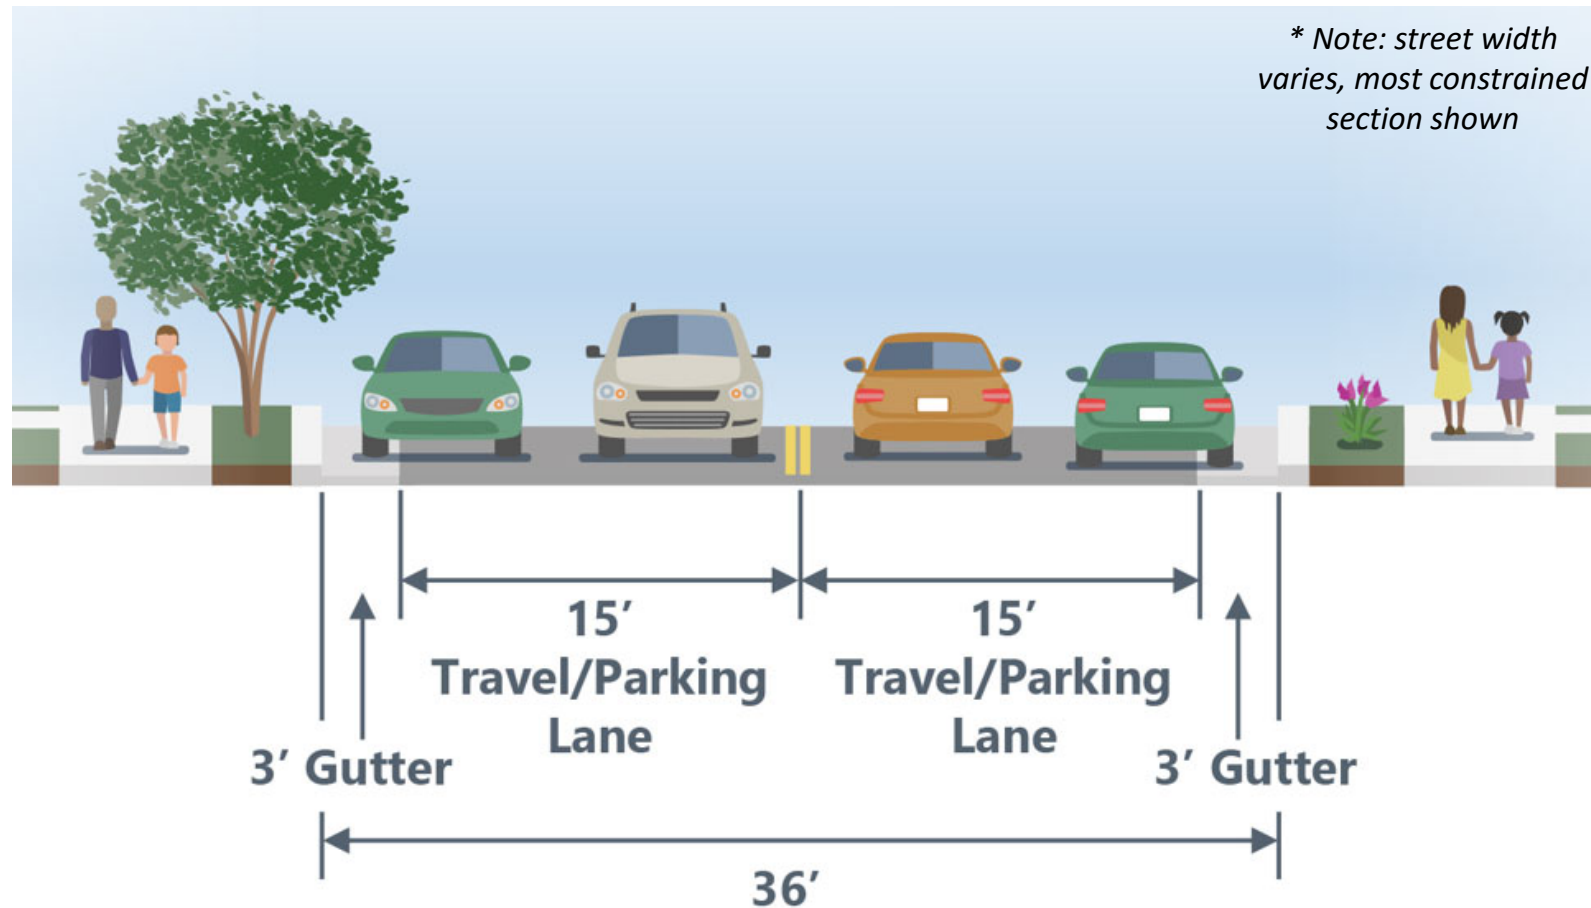 * Note: street width
varies, most constrained
section shown
15′
Travel/Parking
Lane
15′
Travel/Parking
Lane
3′ Gutter
3′ Gutter
36′